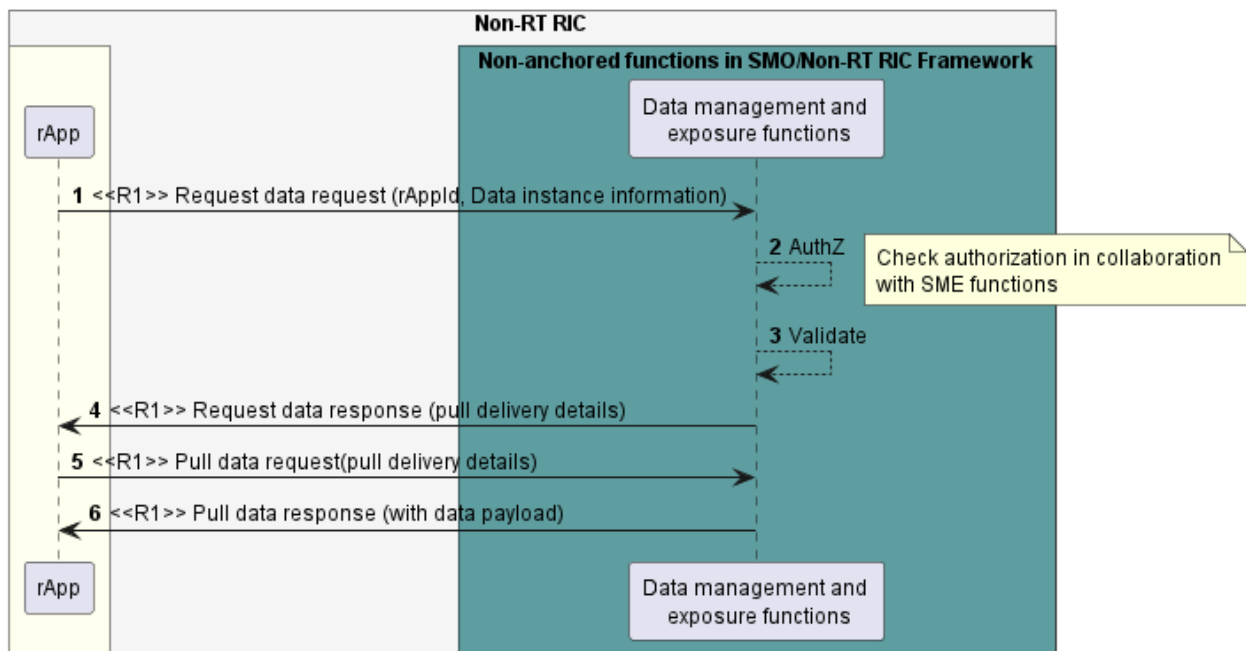 Non-RT RIC
Non-anchored functions in SMO/Non-RT RIC Framework
rApp
Data management and
exposure functions
1 <<R1>> Request data request (rAppId, Data instance information)
2 AuthZ
Check authorization in collaboration
with SME functions
3 Validate
4 <<R1>> Request data response (pull delivery details)
5 <<R1>> Pull data request(pull delivery details)
6 <<R1>> Pull data response (with data payload)
rApp
Data management and
exposure functions